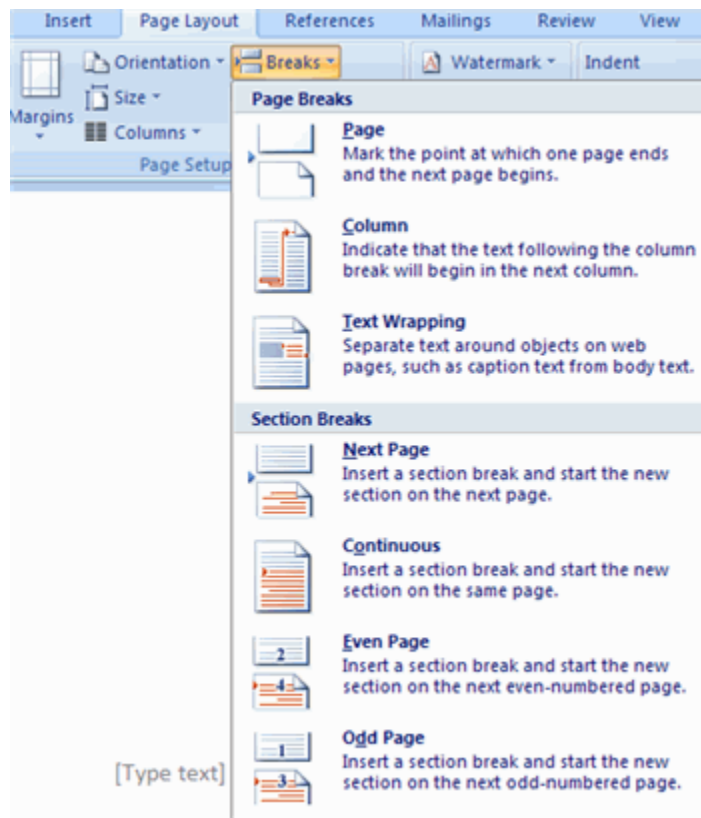 Insert Page Layout References Mailings Review View
Orientation Breaks Watermark Indent
Size
Margins
Columns
Page Setup
Page Breaks
Page
Mark the point at which one page ends
and the next page begins.
Column
Indicate that the text following the column
break will begin in the next column.
Text Wrapping
Separate text around objects on web
pages, such as caption text from body text.
Section Breaks
Next Page
Insert a section break and start the new
section on the next page.
Continuous
Insert a section break and start the new
section on the same page.
2
4
Even Page
Insert a section break and start the new
section on the next even-numbered page.
1
3
Odd Page
Insert a section break and start the new
section on the next odd-numbered page.
[Type text]